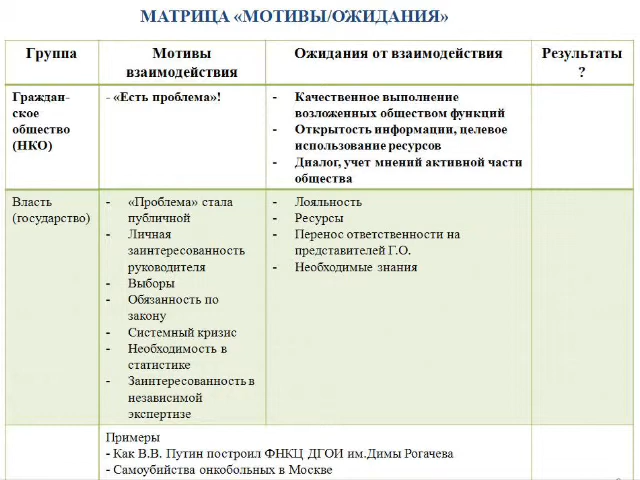 МАТРИЦА «МОТИВЫ/ОЖИДАНИЯ»
Группа
Мотивы
взаимодействия
Ожидания от взаимодействия
Результаты
?
Граждан-
ское
общество
(НКО)
- «Есть проблема»!
- Качественное выполнение
возложенных обществом функций
- Открытость информации, целевое
использование ресурсов
- Диалог, учет мнений активной части
общества
Власть
(государство)
- «Проблема» стала
публичной
- Личная
заинтересованность
руководителя
- Выборы
- Обязанность по
закону
- Системный кризис
- Необходимость в
статистике
- Заинтересованность в
независимой
экспертизе
- Лояльность
- Ресурсы
- Перенос ответственности на
представителей Г.О.
- Необходимые знания
Примеры
- Как В.В. Путин построил ФНКЦ ДГОИ им.Димы Рогачева
- Самоубийства онкобольных в Москве